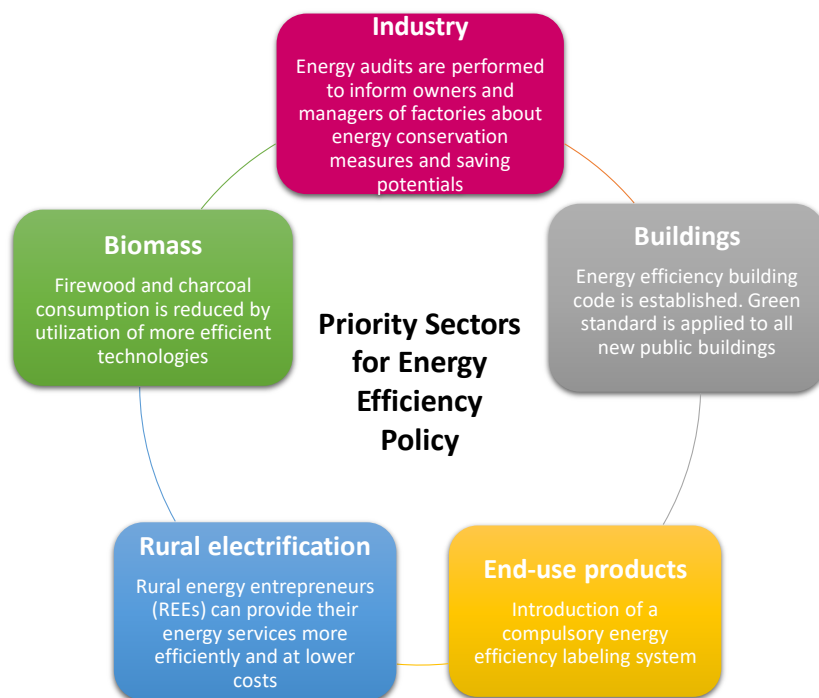 Industry
Energy audits are performed
to inform owners and
managers of factories about
energy conservation
measures and saving
potentials
Buildings
Energy efficiency building
code is established. Green
standard is applied to all
new public buildings
End-use products
Introduction of a
compulsory energy
efficiency labeling system
Rural electrification
Rural energy entrepreneurs
(REEs) can provide their
energy services more
efficiently and at lower
costs
Biomass
Firewood and charcoal
consumption is reduced by
utilization of more efficient
technologies
Priority Sectors
for Energy
Efficiency
Policy